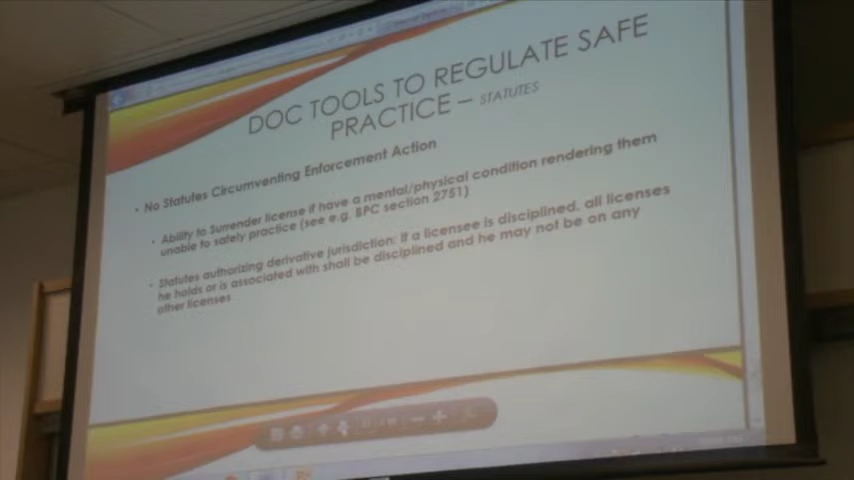 DOC TOOLS TO REGULATE SAFE
PRACTICE – STATUTES
• No Statutes Circumventing Enforcement Action
• Ability to Surrender license if have a mental/physical condition rendering them
unable to safely practice (see e.g. BPC section 2751)
• Statutes authorizing derivative jurisdiction: If a licensee is disciplined, all licenses
he holds or is associated with shall be disciplined and he may not be on any
other licenses